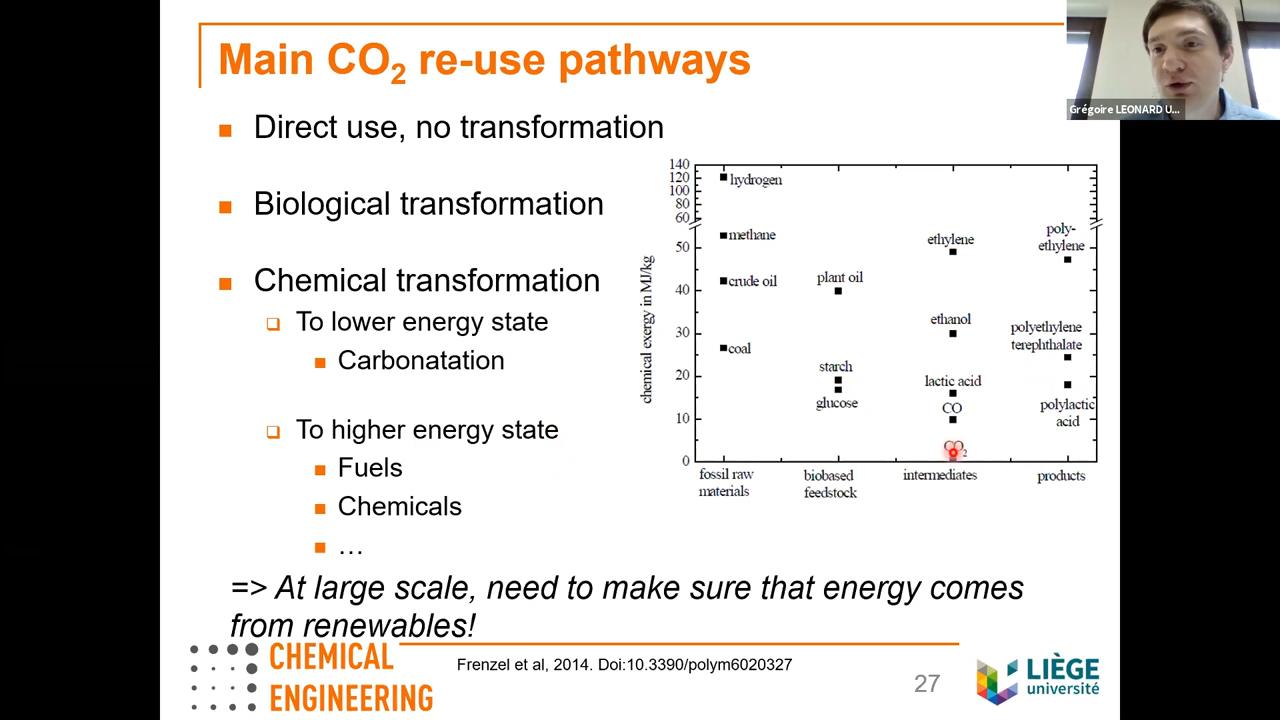 Main CO₂ re-use pathways
Grégoire LEONARD U...
Direct use, no transformation
Biological transformation
Chemical transformation
To lower energy state
Carbonatation
To higher energy state
Fuels
Chemicals
...
chemical exergy in MJ/kg
140
120
100
80
60
50
40
30
20
10
0
hydrogen
methane
crude oil
coal
plant oil
starch
glucose
ethylene
ethanol
lactic acid
CO
CO₂
poly-
ethylene
polyethylene
terephthalate
polylactic
acid
fossil raw
materials
biobased
feedstock
intermediates
products
=> At large scale, need to make sure that energy comes
from renewables!
CHEMICAL
ENGINEERING
Frenzel et al, 2014. Doi:10.3390/polym6020327
27
LIÈGE
université